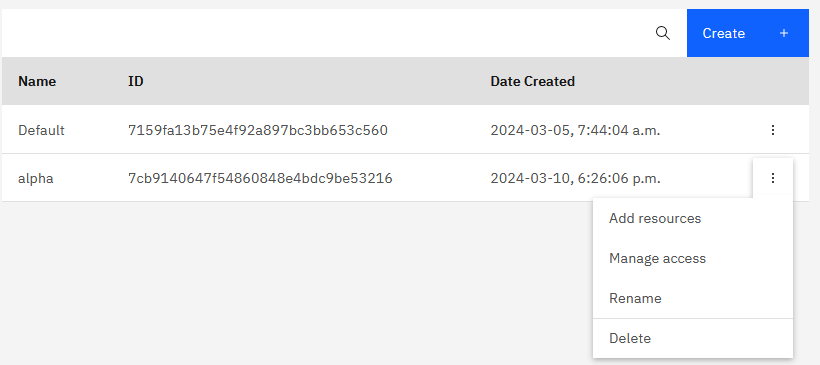 Create +
Name ID Date Created
Default 7159fa13b75e4f92a897bc3bb653c560 2024-03-05, 7:44:04 a.m.
alpha 7cb9140647f54860848e4bdc9be53216 2024-03-10, 6:26:06 p.m.
Add resources
Manage access
Rename
Delete